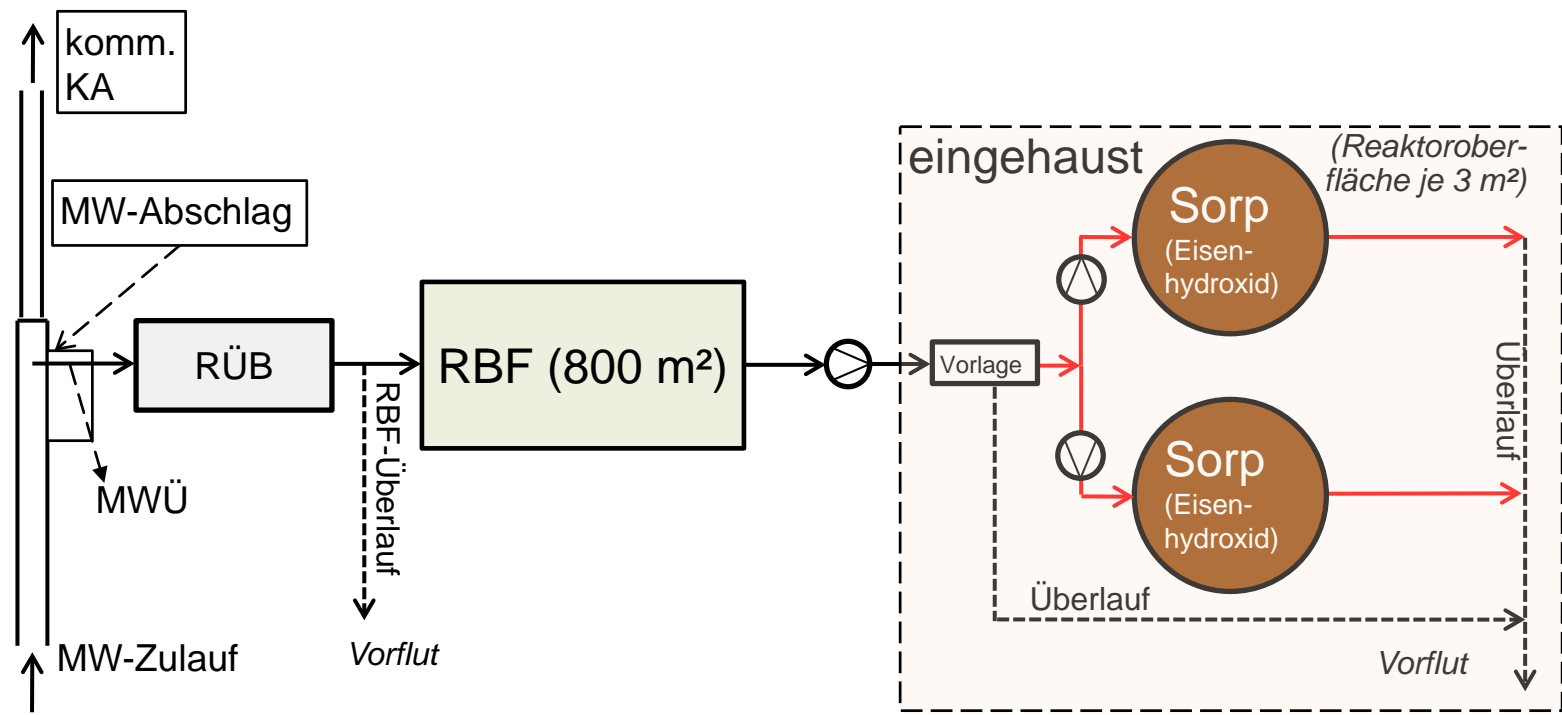 komm.
KA
MW-Abschlag
RÜB
RBF-Überlauf
RBF (800 m²)
MWÜ
MW-Zulauf
Vorflut
eingehaust
(Reaktorober-
fläche je 3 m²)
Sorp
(Eisen-
hydroxid)
Vorlage
Überlauf
Sorp
(Eisen-
hydroxid)
Überlauf
Vorflut